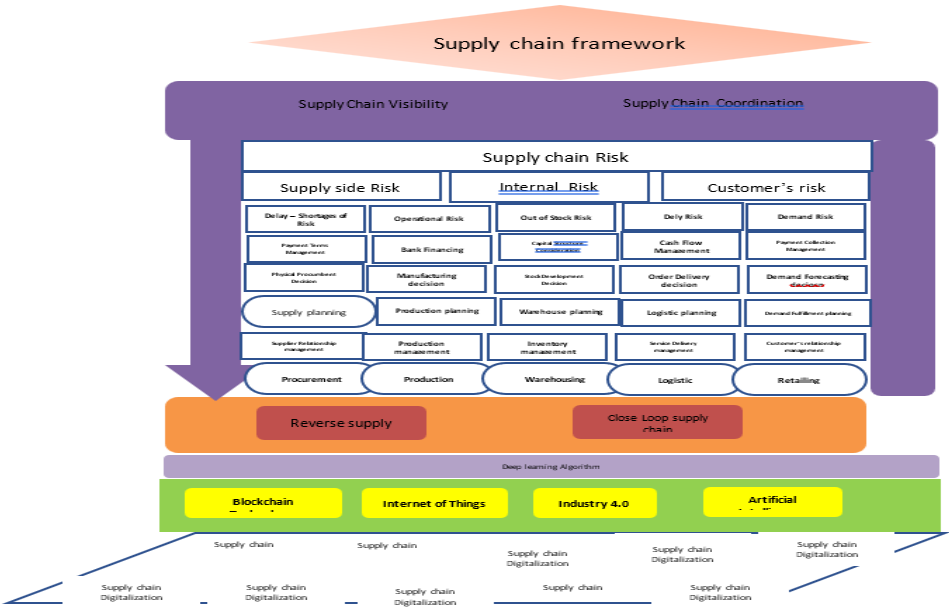 Supply chain framework
Supply Chain Visibility
Supply Chain Coordination
Supply chain Risk
Supply side Risk
Internal Risk
Customer's risk
Delay – Shortages of
Risk
Operational Risk
Out of Stock Risk
Dely Risk
Demand Risk
Payment Terms
Management
Bank Financing
Capital Structure
Consideration
Cash Flow
Management
Payment Collection
Management
Physical Procurement
Decision
Manufacturing
decision
Stock Development
Decision
Order Delivery
decision
Demand Forecasting
decison
Supply planning
Production planning
Warehouse planning
Logistic planning
Demand Fulfillment planning
Supplier Relationship
management
Production
management
Inventory
management
Service Delivery
management
Customer's relationship
management
Procurement
Production
Warehousing
Logistic
Retailing
Reverse supply
Close Loop supply
chain
Deep learning Algorithm
Blockchain
Internet of Things
Industry 4.0
Artificial
Supply chain
Supply chain
Supply chain
Digitalization
Supply chain
Digitalization
Supply chain
Digitalization
Supply chain
Digitalization
Supply chain
Digitalization
Supply chain
Digitalization
Supply chain
Supply chain
Digitalization